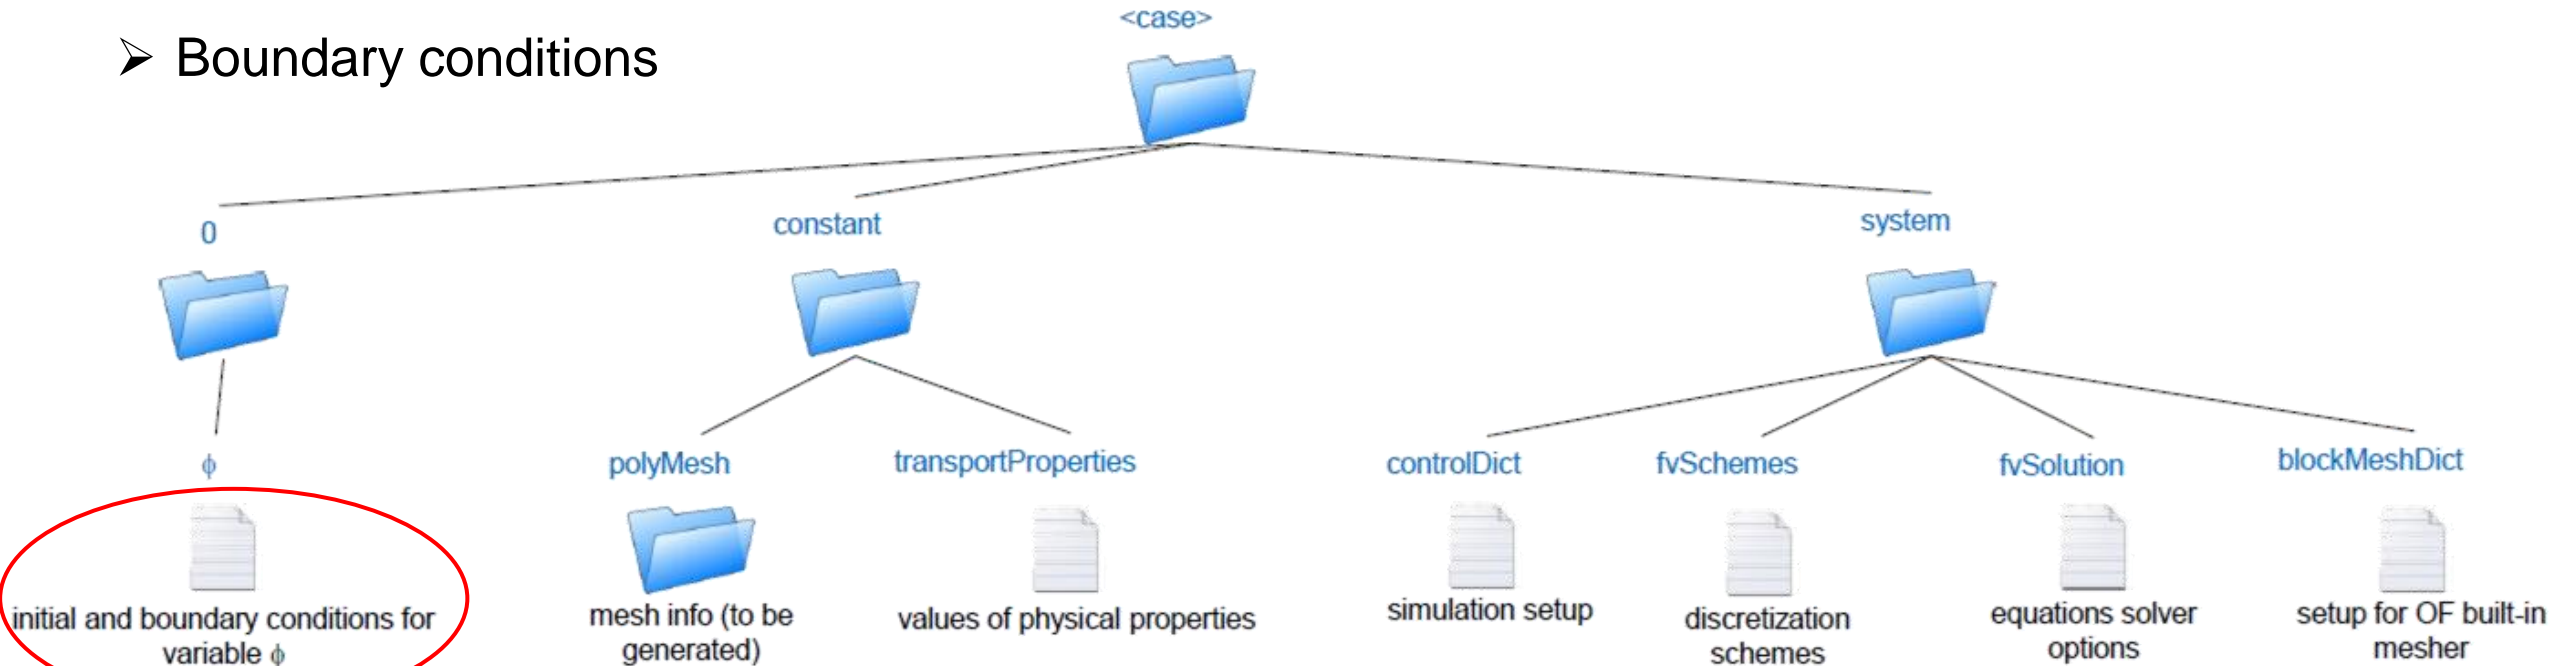 <case>
➢ Boundary conditions
0
constant
system
ϕ
polyMesh
transportProperties
controlDict
fvSchemes
fvSolution
blockMeshDict
initial and boundary conditions for
variable ϕ
mesh info (to be
generated)
values of physical properties
simulation setup
discretization
schemes
equations solver
options
setup for OF built-in
mesher